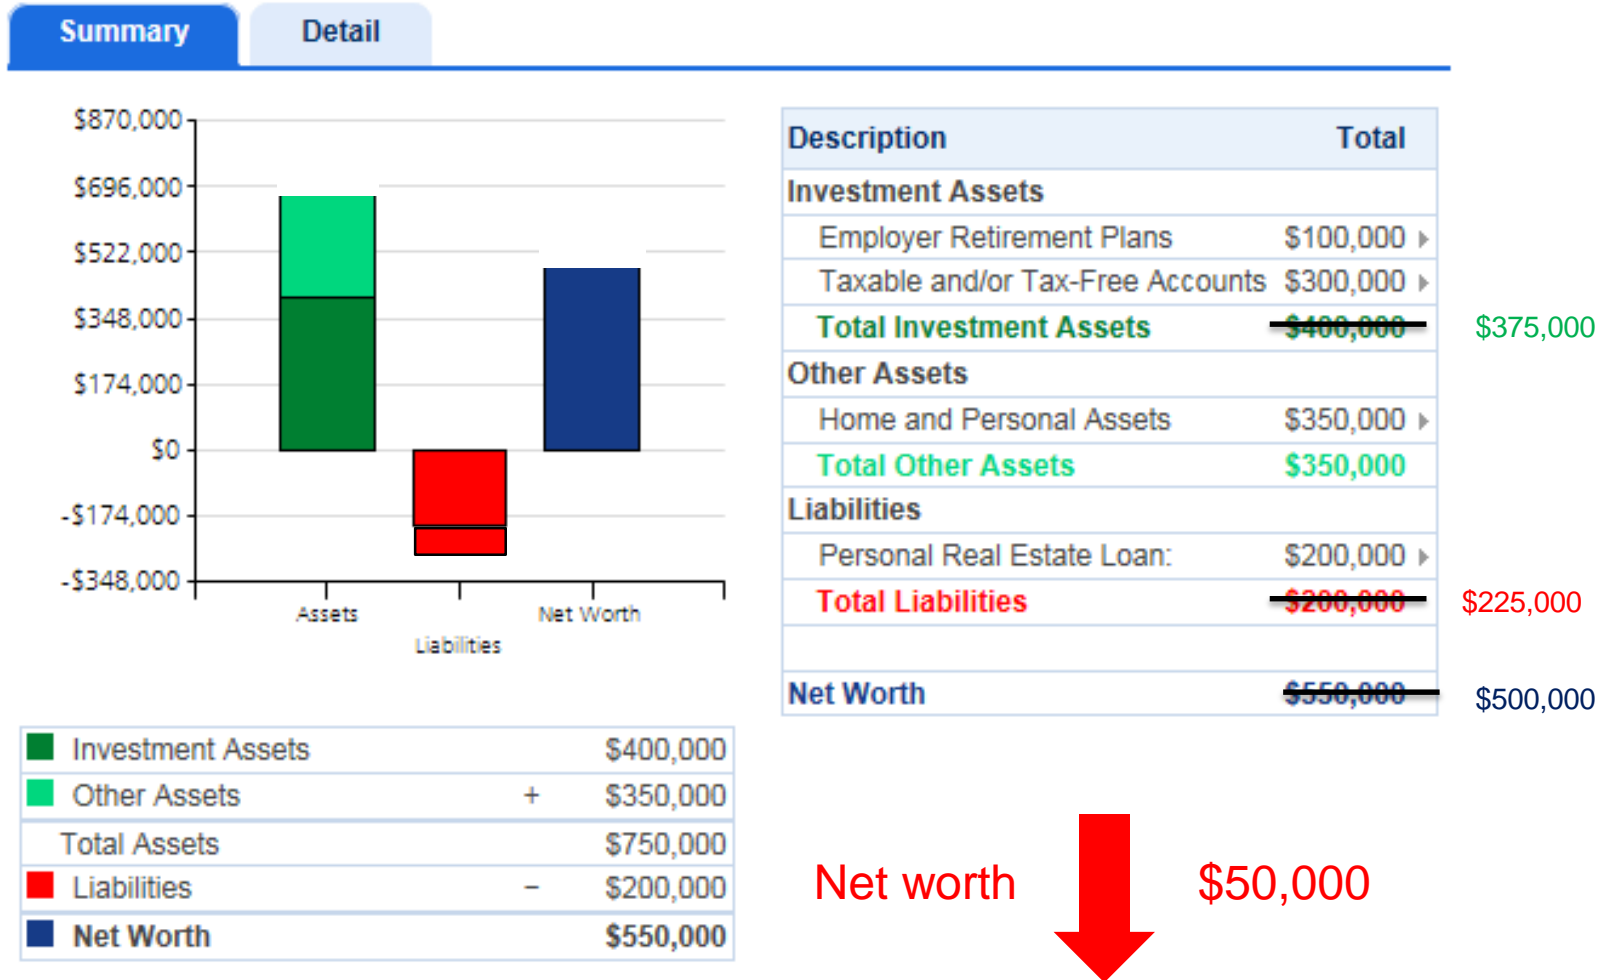 Summary Detail
$870,000
$696,000
$522,000
$348,000
$174,000
$0
-$174,000
-$348,000
Assets
Liabilities
Net Worth
Description Total
Investment Assets
Employer Retirement Plans $100,000
Taxable and/or Tax-Free Accounts $300,000
Total Investment Assets $400,000 $375,000
Other Assets
Home and Personal Assets $350,000
Total Other Assets $350,000
Liabilities
Personal Real Estate Loan: $200,000
Total Liabilities $200,000 $225,000
Net Worth $550,000 $500,000
Investment Assets $400,000
Other Assets + $350,000
Total Assets $750,000
Liabilities − $200,000
Net Worth $550,000
Net worth $50,000